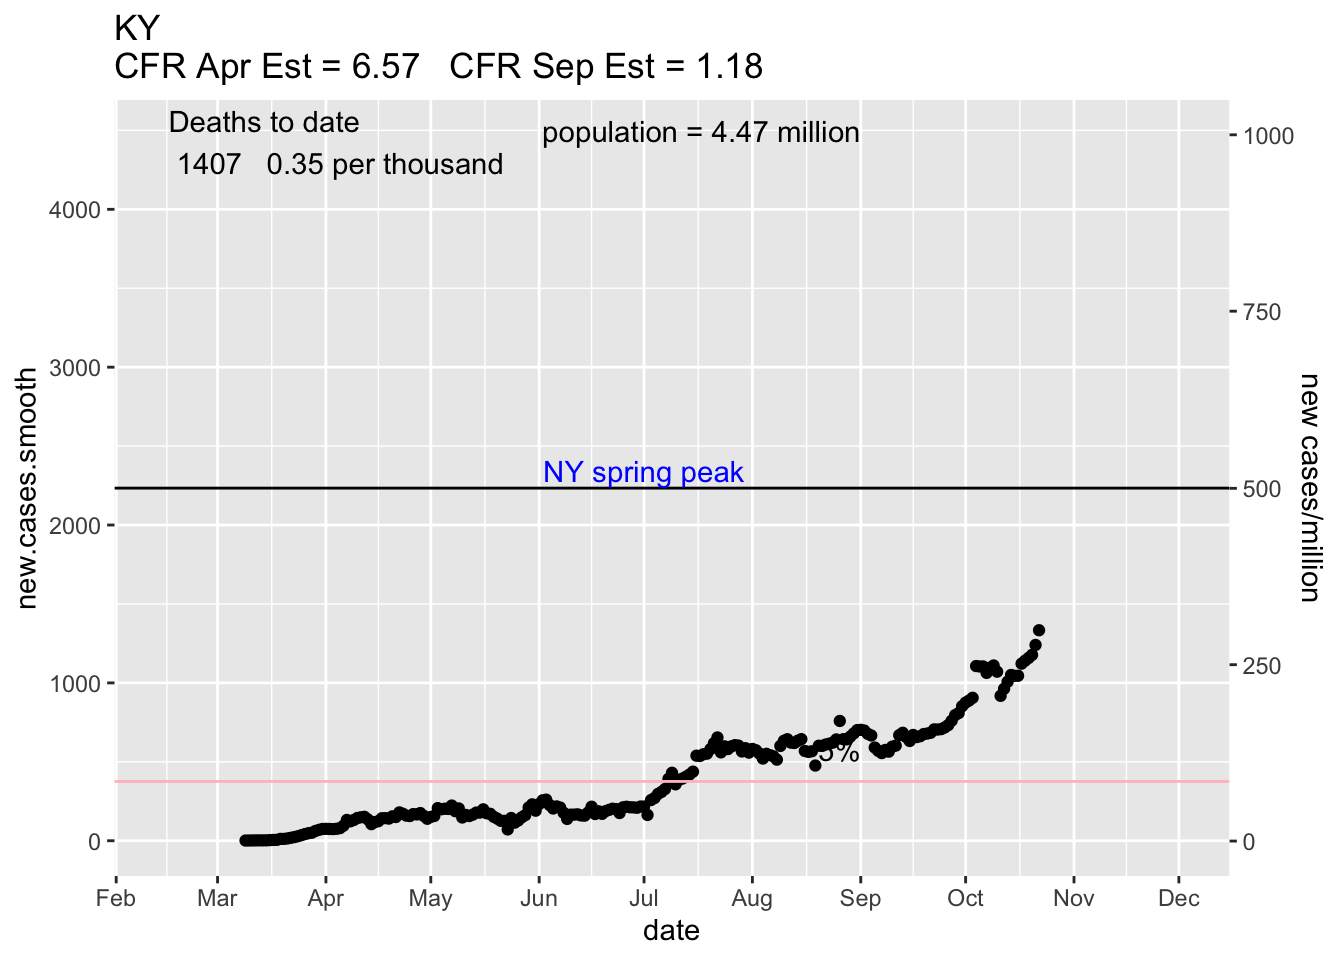 KY
CFR Apr Est = 6.57   CFR Sep Est = 1.18
Deaths to date
1407   0.35 per thousand
population = 4.47 million
NY spring peak
5%
new.cases.smooth
4000
3000
2000
1000
0
new cases/million
1000
750
500
250
0
Feb Mar Apr May Jun Jul Aug Sep Oct Nov Dec
date